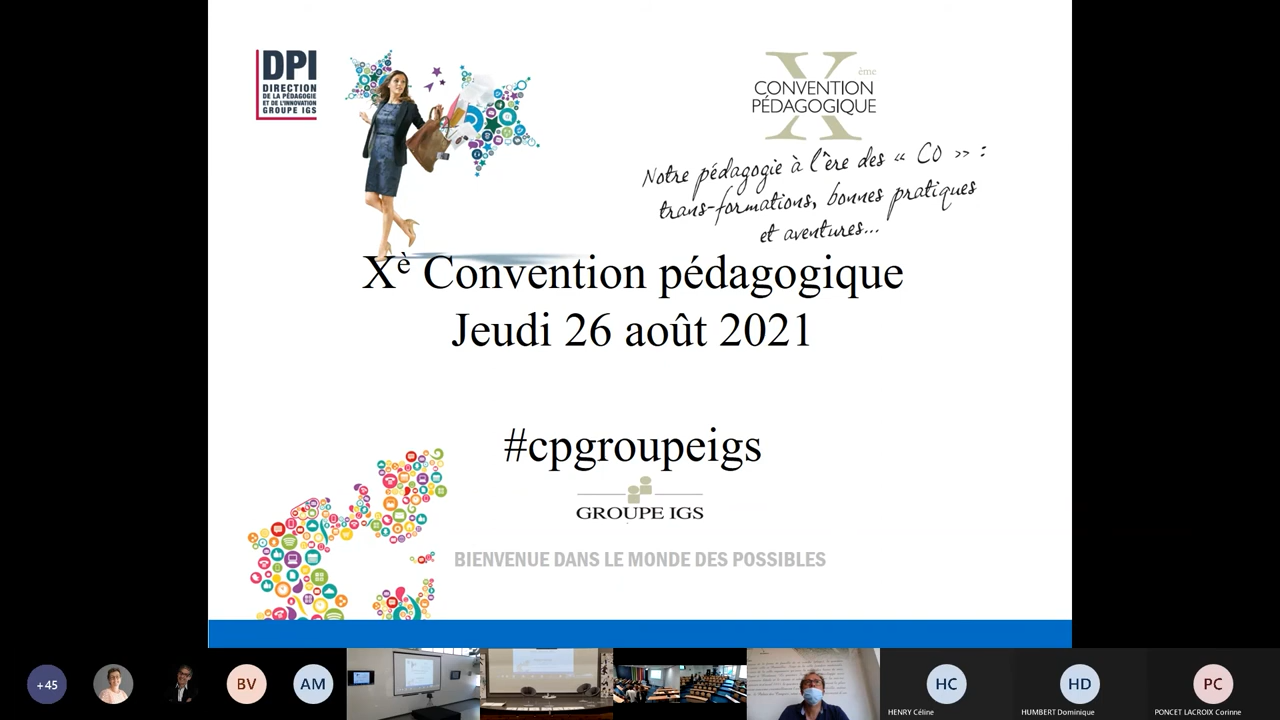 DPI
DIRECTION
DE LA PÉDAGOGIE
ET DE L'INNOVATION
GROUPE IGS
X ème
CONVENTION
PÉDAGOGIQUE
Notre pédagogie à l'ère des « CO » :
trans-formations, bonnes pratiques
et aventures...
Xè Convention pédagogique
Jeudi 26 août 2021
#cpgroupeigs
GROUPE IGS
BIENVENUE DANS LE MONDE DES POSSIBLES
+45
BV
AM
HC
HENRY Céline
HD
HUMBERT Dominique
PC
PONCET LACROIX Corinne